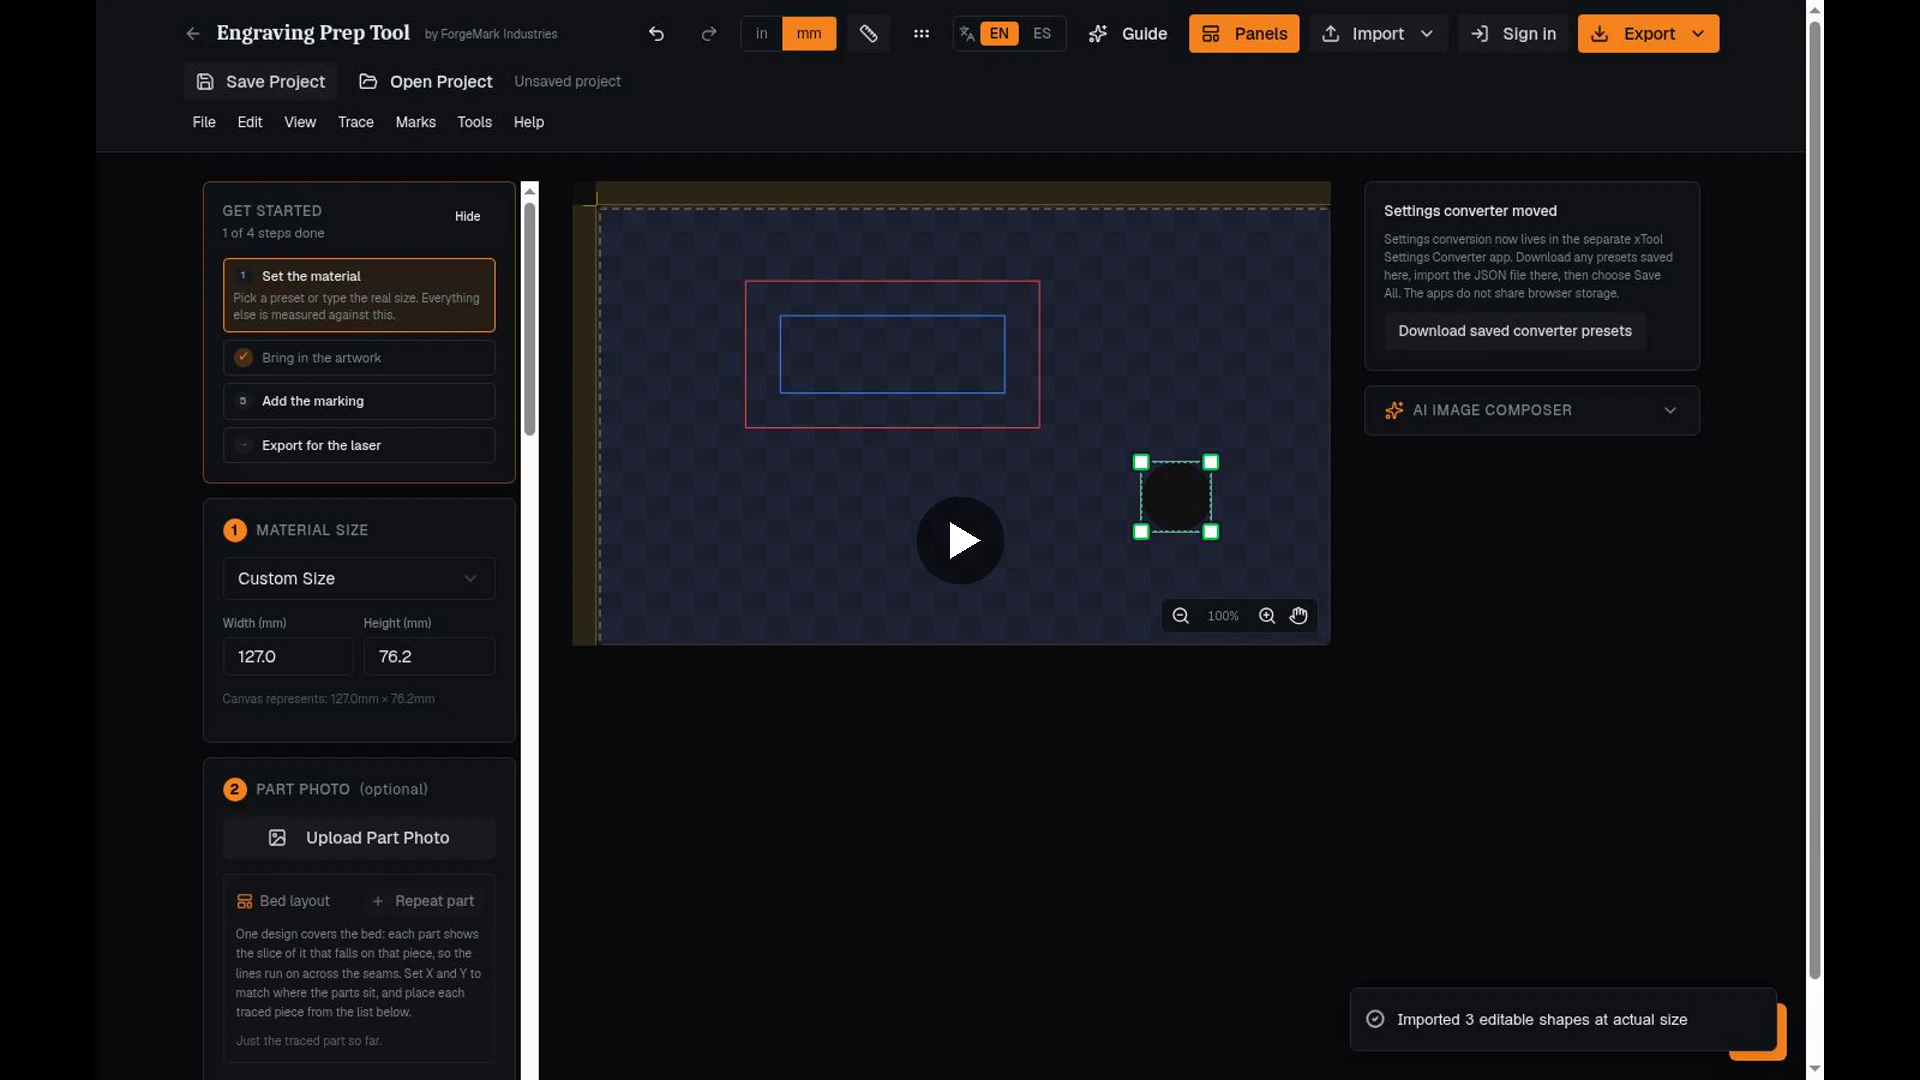 Engraving Prep Tool by ForgeMark Industries in mm EN ES Guide Panels Import Sign in Export
Save Project Open Project Unsaved project
File Edit View Trace Marks Tools Help
GET STARTED
1 of 4 steps done
Hide
1 Set the material
Pick a preset or type the real size. Everything
else is measured against this.
Bring in the artwork
5 Add the marking
Export for the laser
1 MATERIAL SIZE
Custom Size
Width (mm) Height (mm)
127.0 76.2
Canvas represents: 127.0mm × 76.2mm
2 PART PHOTO (optional)
Upload Part Photo
Bed layout + Repeat part
One design covers the bed: each part shows
the slice of it that falls on that piece, so the
lines run on across the seams. Set X and Y to
match where the parts sit, and place each
traced piece from the list below.
Just the traced part so far.
100%
Settings converter moved
Settings conversion now lives in the separate xTool
Settings Converter app. Download any presets saved
here, import the JSON file there, then choose Save
All. The apps do not share browser storage.
Download saved converter presets
AI IMAGE COMPOSER
Imported 3 editable shapes at actual size